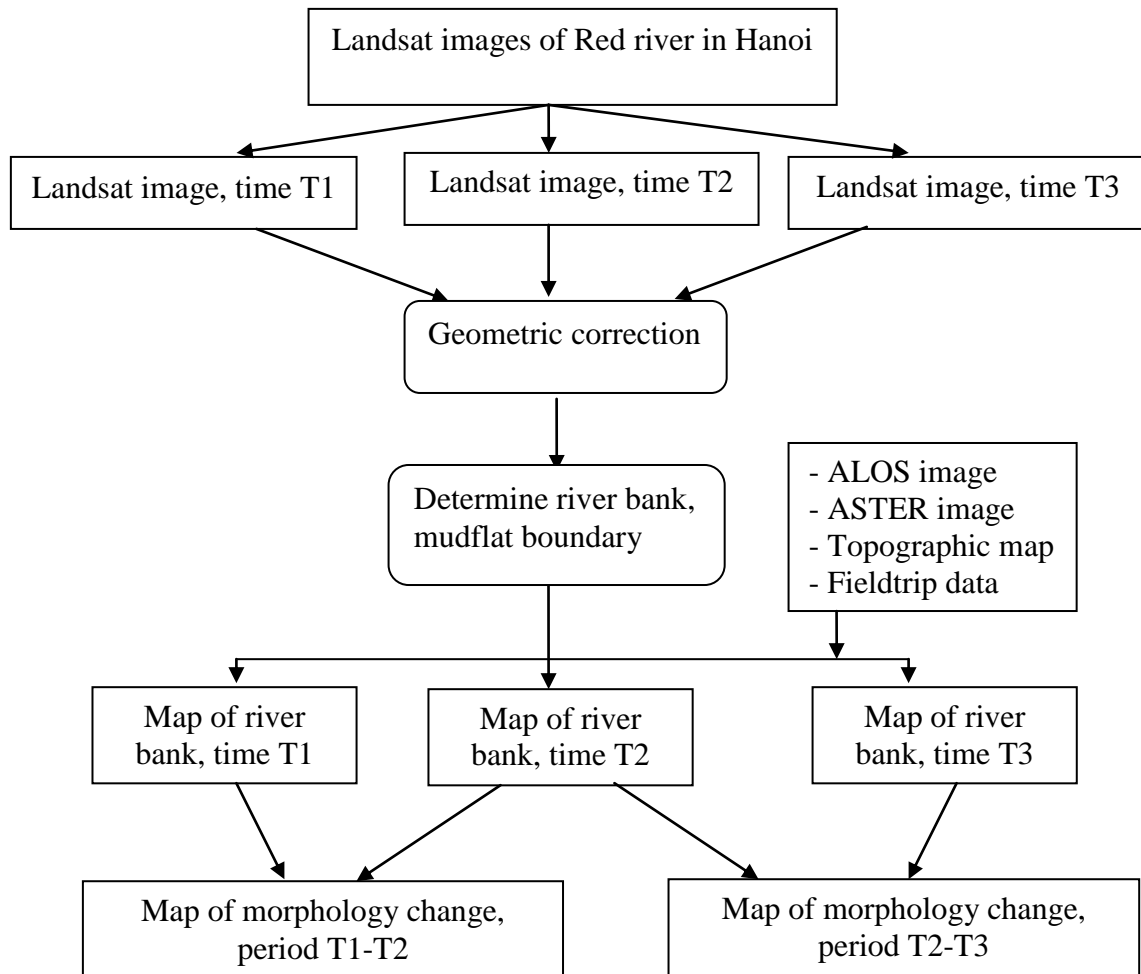 Landsat images of Red river in Hanoi
Landsat image, time T1
Landsat image, time T2
Landsat image, time T3
Geometric correction
Determine river bank,
mudflat boundary
- ALOS image
- ASTER image
- Topographic map
- Fieldtrip data
Map of river
bank, time T1
Map of river
bank, time T2
Map of river
bank, time T3
Map of morphology change,
period T1-T2
Map of morphology change,
period T2-T3